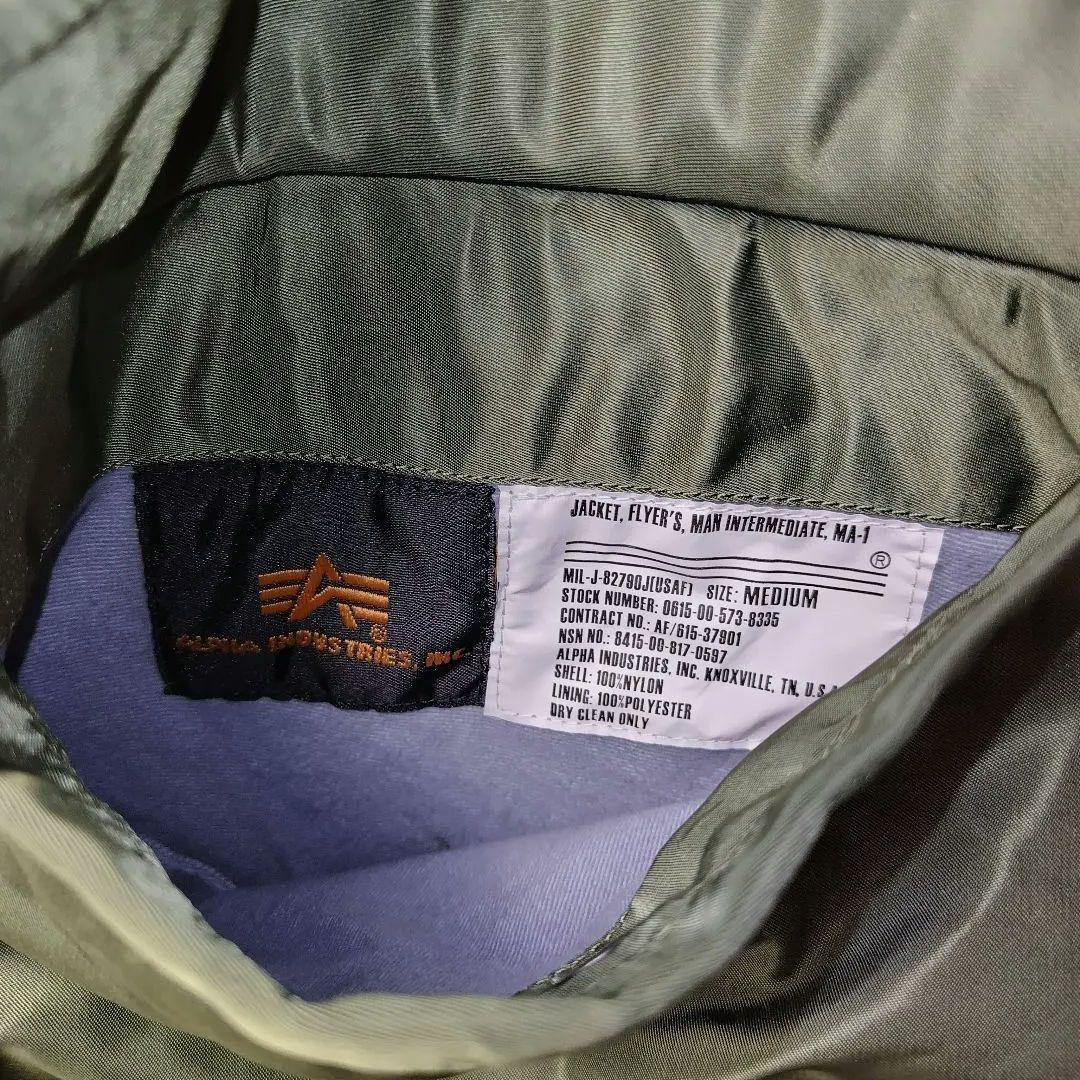 ALPHA INDUSTRIES, INC.
®
JACKET, FLYER'S, MAN INTERMEDIATE, MA-1
®
MIL-J-82790J(USAF) SIZE: MEDIUM
STOCK NUMBER: 0615-00-573-8335
CONTRACT NO.: AF/615-37901
NSN NO.: 8415-00-817-0597
ALPHA INDUSTRIES, INC. KNOXVILLE, TN, U.S.A
SHELL: 100%NYLON
LINING: 100%POLYESTER
DRY CLEAN ONLY